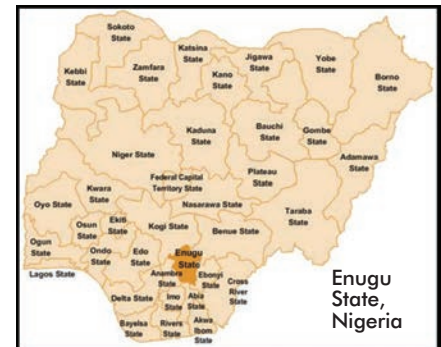 Sokoto
State
Katsina
State
Jigawa
State
Yobe
State
Borno
State
Kebbi
State
Zamfara
State
Kano
State
Kaduna
State
Bauchi
State
Gombe
State
Adamawa
State
Niger State
Plateau
State
Federal Capital
Territory State
Kwara
State
Nasarawa State
Taraba
State
Oyo State
Ekiti
State
Kogi State
Benue State
Osun
State
Ogun
State
Ondo
State
Edo
State
Enugu
State
Lagos State
Anambra
State
Ebonyi
State
Cross
River
State
Delta State
Imo
State
Abia
State
Bayelsa
State
Rivers
State
Akwa
Ibom
State
Enugu
State,
Nigeria